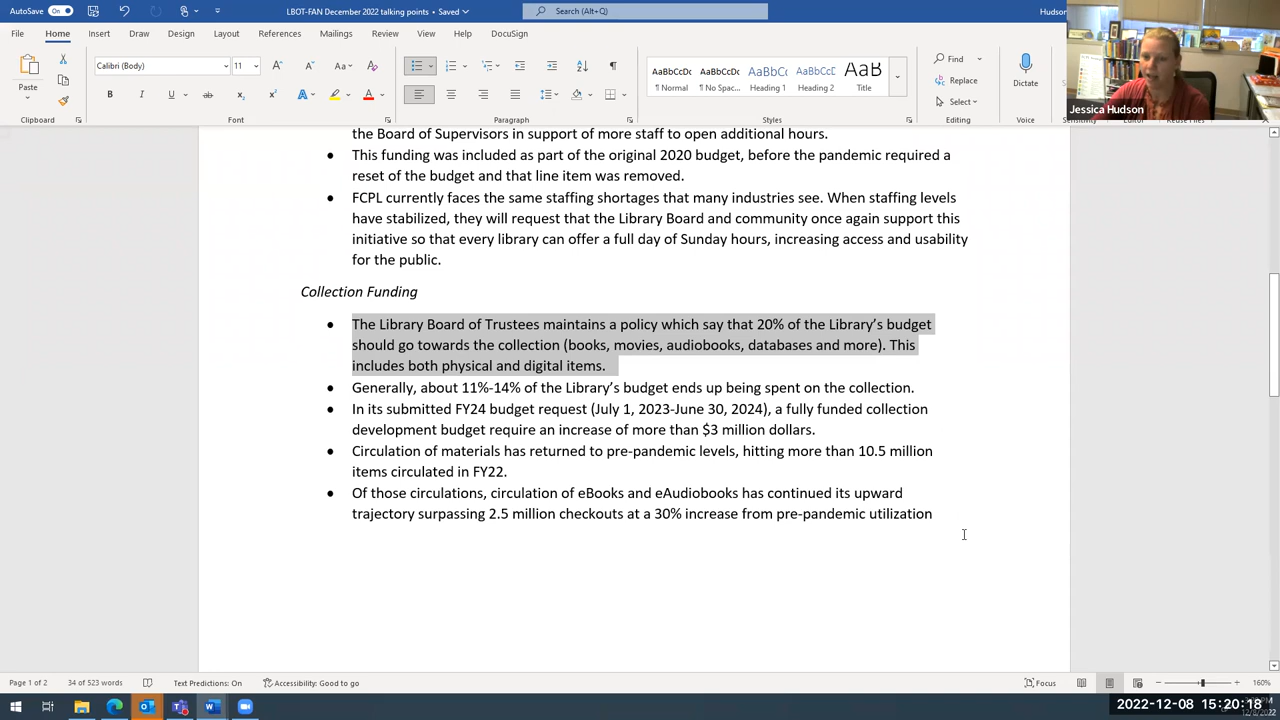 AutoSave On
LBOT-FAN December 2022 talking points • Saved
Search (Alt+Q)
Hudson
File Home Insert Draw Design Layout References Mailings Review View Help DocuSign
Calibri (Body) 11
Paste
Find
Replace
Select
Dictate
AaBbCcDc AaBbCcDc AaBbCc AaBbCcD AaB
¶ Normal ¶ No Spac... Heading 1 Heading 2 Title
Clipboard Font Paragraph Styles Editing Voice Sensitivity Editor Reuse Files
Jessica Hudson
the Board of Supervisors in support of more staff to open additional hours.
• This funding was included as part of the original 2020 budget, before the pandemic required a
reset of the budget and that line item was removed.
• FCPL currently faces the same staffing shortages that many industries see. When staffing levels
have stabilized, they will request that the Library Board and community once again support this
initiative so that every library can offer a full day of Sunday hours, increasing access and usability
for the public.
Collection Funding
• The Library Board of Trustees maintains a policy which say that 20% of the Library's budget
should go towards the collection (books, movies, audiobooks, databases and more). This
includes both physical and digital items.
• Generally, about 11%-14% of the Library's budget ends up being spent on the collection.
• In its submitted FY24 budget request (July 1, 2023-June 30, 2024), a fully funded collection
development budget require an increase of more than $3 million dollars.
• Circulation of materials has returned to pre-pandemic levels, hitting more than 10.5 million
items circulated in FY22.
• Of those circulations, circulation of eBooks and eAudiobooks has continued its upward
trajectory surpassing 2.5 million checkouts at a 30% increase from pre-pandemic utilization
Page 1 of 2 34 of 523 words Text Predictions: On Accessibility: Good to go Focus 160%
2022-12-08 15:20:18